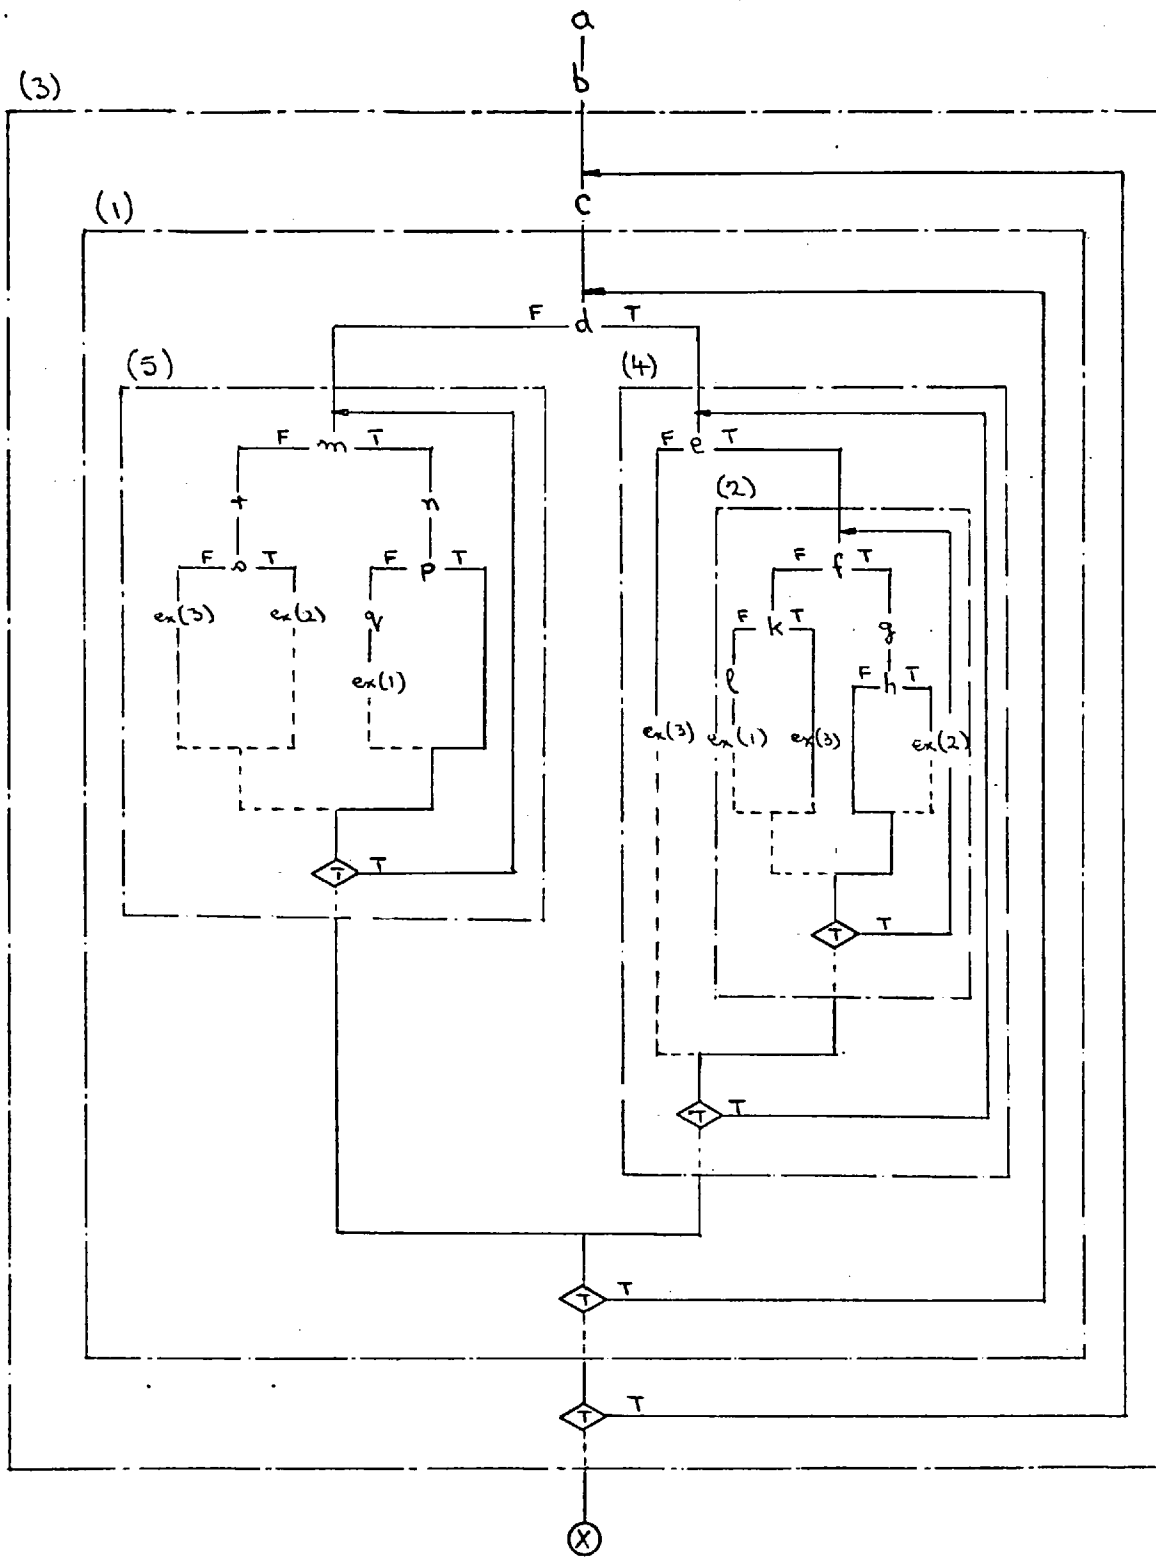 a
b
(3)
c
(1)
F d T
(5)
(4)
F m T
F e T
(2)
+ n
F o T
F p T
F f T
ex(3) ex(2) q
F k T
g
l
ex(1)
F h T
ex(3) ex(1) ex(3) ex(2)
T T
T T
T T
T T
T T
X